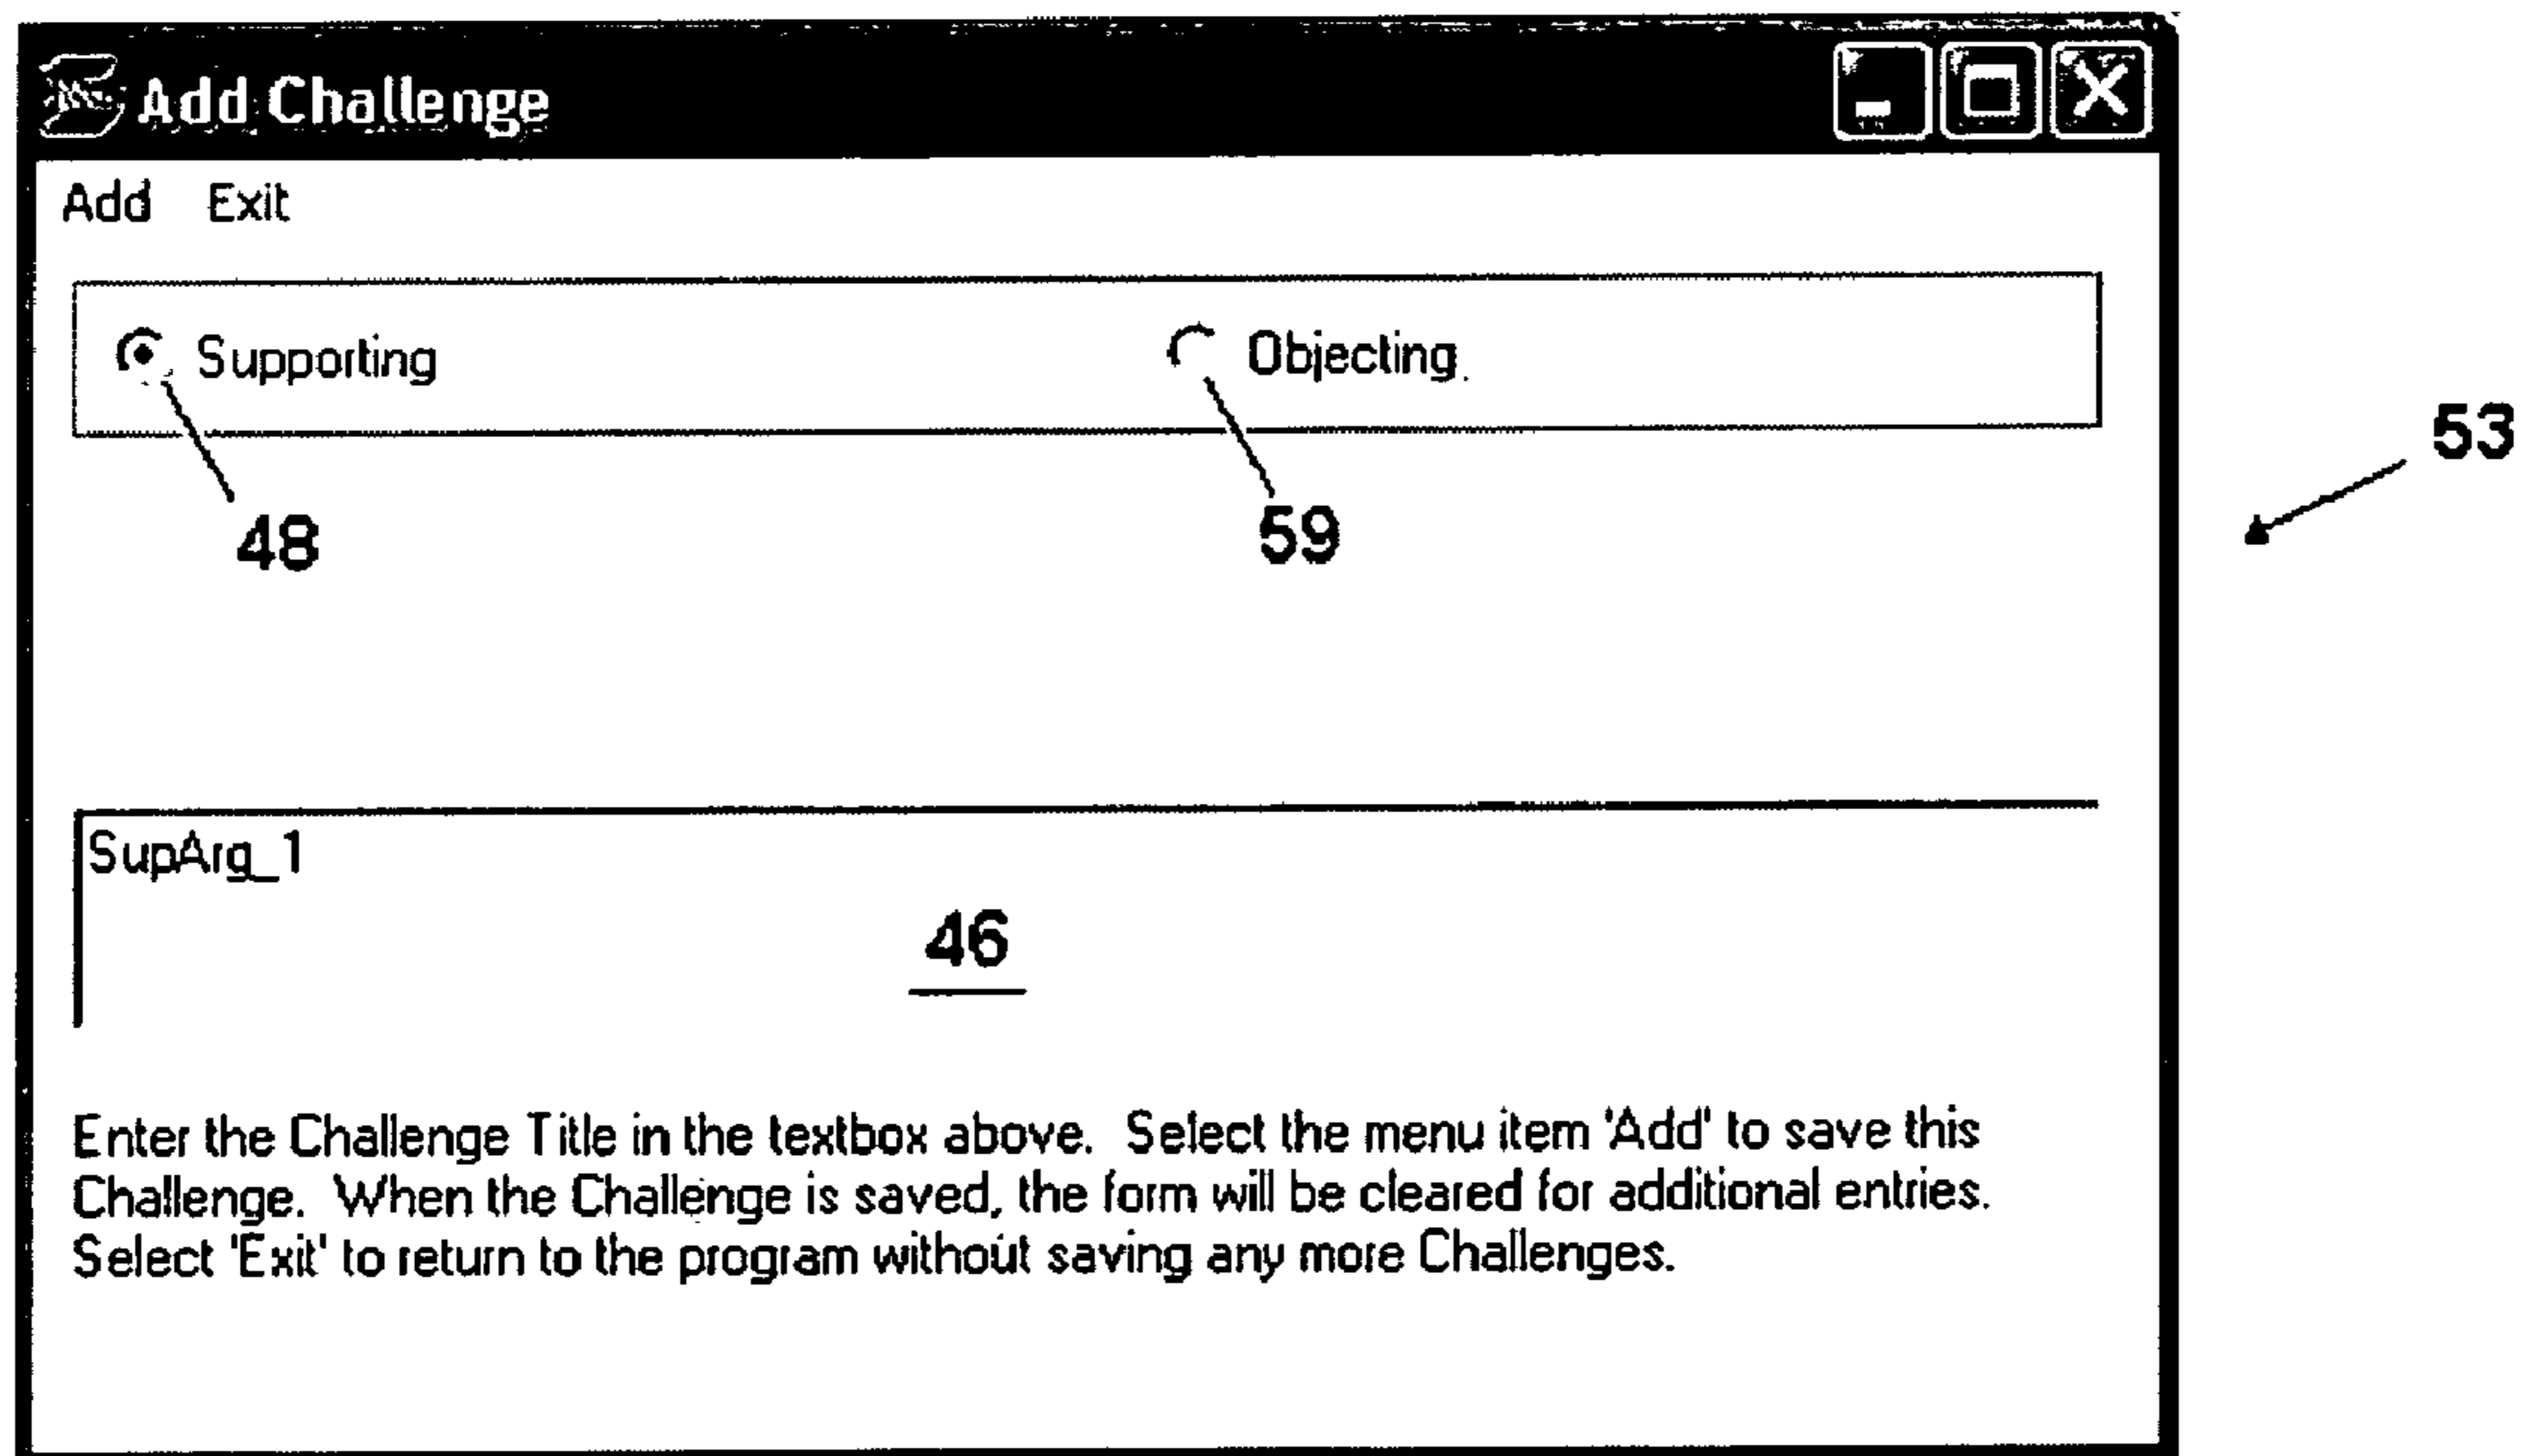 Add Challenge
Add Exit
Supporting Objecting
53
48 59
SupArg_1
46
Enter the Challenge Title in the textbox above. Select the menu item 'Add' to save this
Challenge. When the Challenge is saved, the form will be cleared for additional entries.
Select 'Exit' to return to the program without saving any more Challenges.